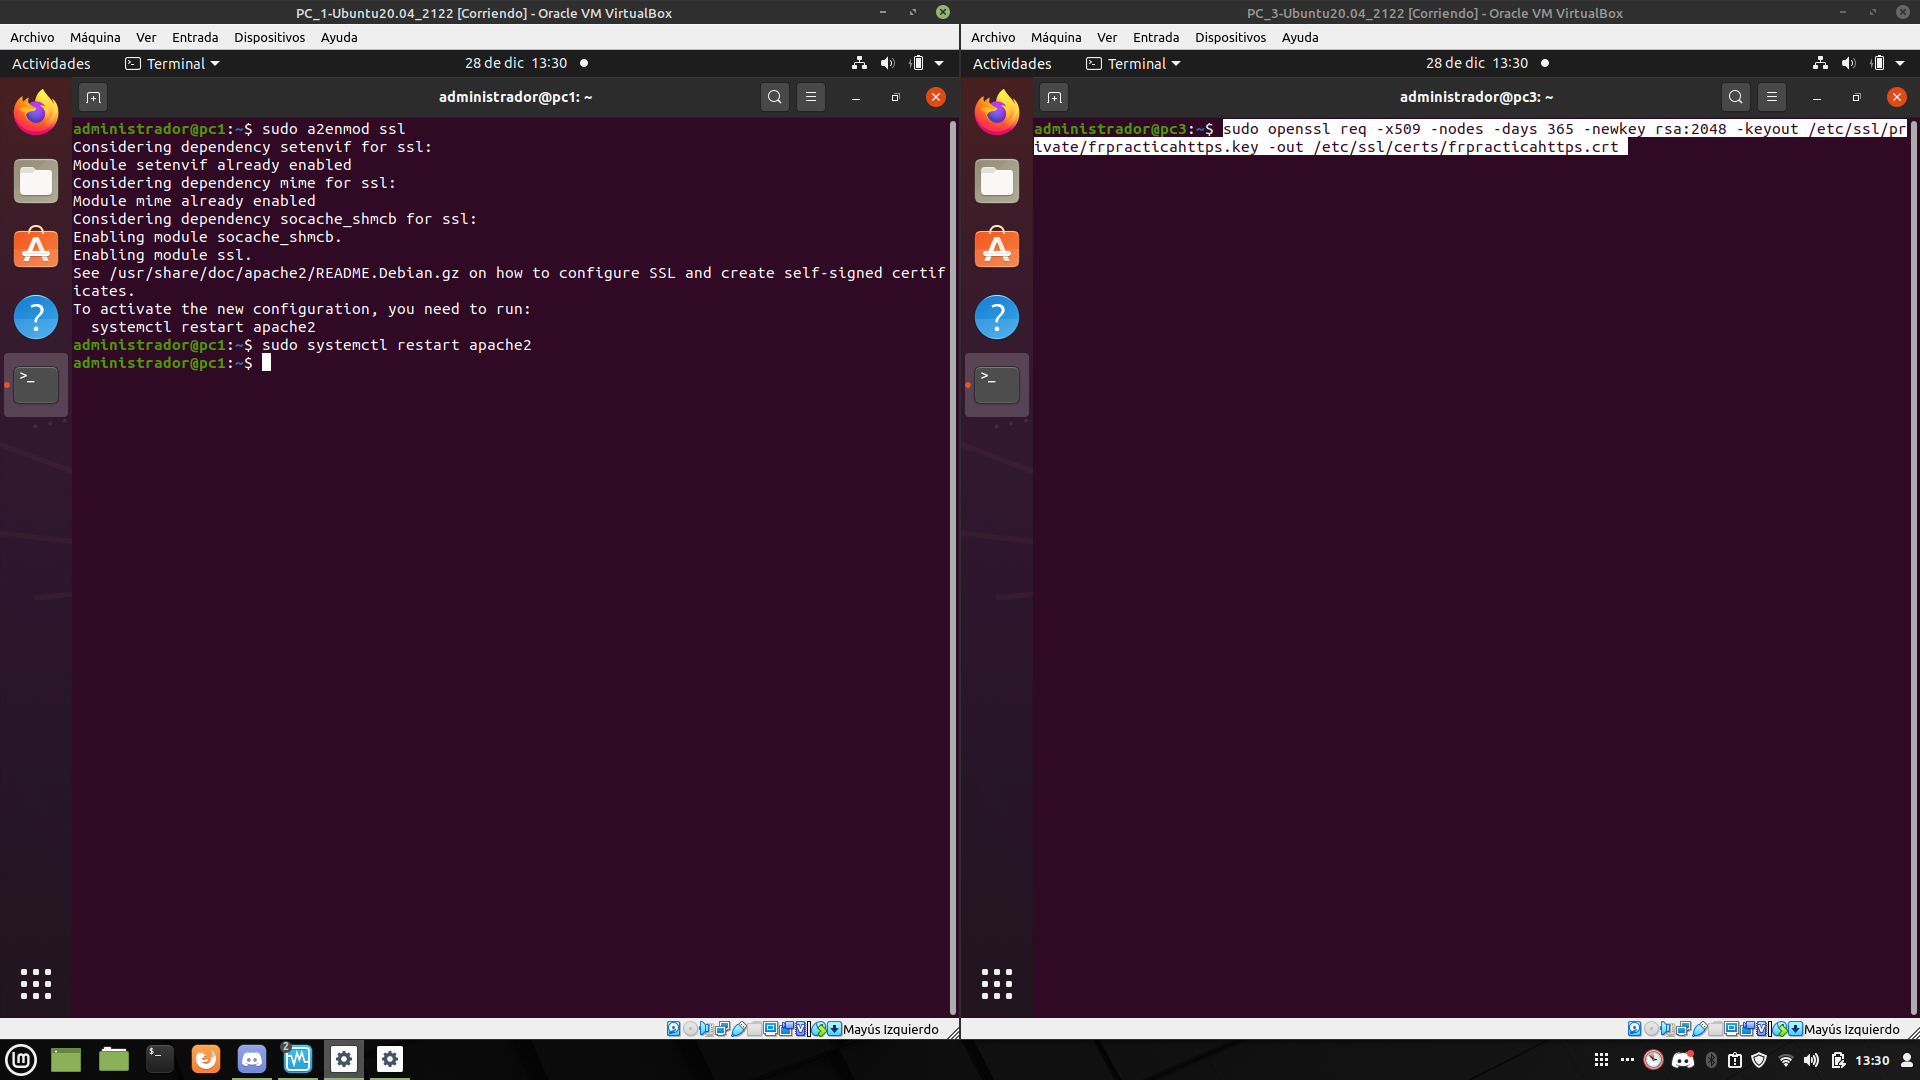 PC_1-Ubuntu20.04_2122 [Corriendo] - Oracle VM VirtualBox
Archivo Máquina Ver Entrada Dispositivos Ayuda
Actividades Terminal 28 de dic 13:30
administrador@pc1: ~
administrador@pc1:~$ sudo a2enmod ssl
Considering dependency setenvif for ssl:
Module setenvif already enabled
Considering dependency mime for ssl:
Module mime already enabled
Considering dependency socache_shmcb for ssl:
Enabling module socache_shmcb.
Enabling module ssl.
See /usr/share/doc/apache2/README.Debian.gz on how to configure SSL and create self-signed certif
icates.
To activate the new configuration, you need to run:
  systemctl restart apache2
administrador@pc1:~$ sudo systemctl restart apache2
administrador@pc1:~$
Mayús Izquierdo
PC_3-Ubuntu20.04_2122 [Corriendo] - Oracle VM VirtualBox
Archivo Máquina Ver Entrada Dispositivos Ayuda
Actividades Terminal 28 de dic 13:30
administrador@pc3: ~
administrador@pc3:~$ sudo openssl req -x509 -nodes -days 365 -newkey rsa:2048 -keyout /etc/ssl/pr
ivate/frpracticahttps.key -out /etc/ssl/certs/frpracticahttps.crt
Mayús Izquierdo
2
13:30